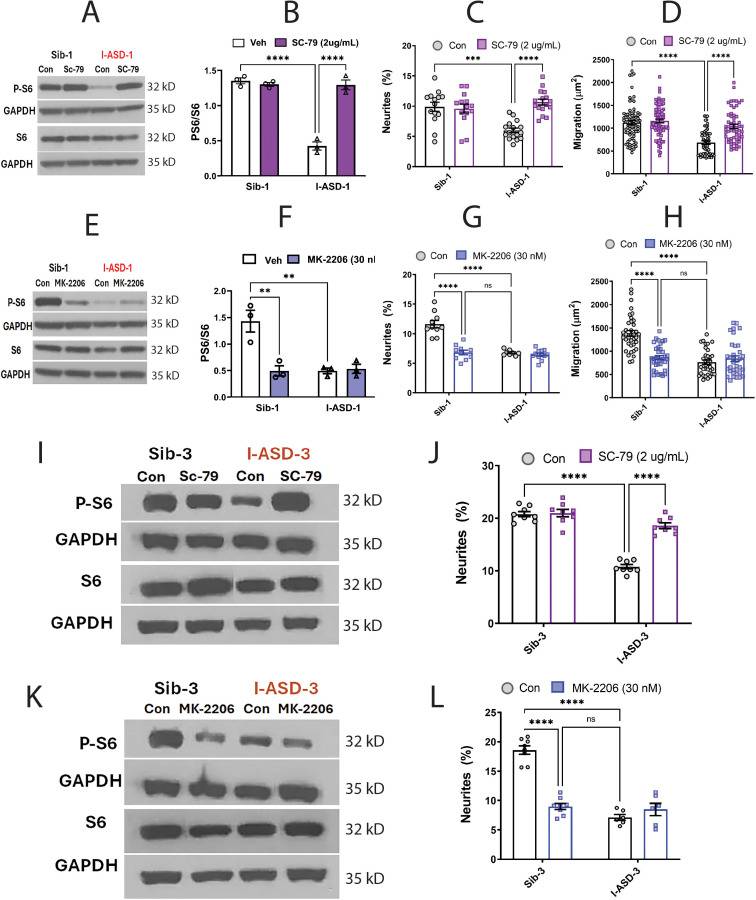 A
Sib-1 I-ASD-1
Con Sc-79 Con SC-79
P-S6 32 kD
GAPDH 35 kD
S6 32 kD
GAPDH 35 kD
B
Veh SC-79 (2ug/mL)
**** ****
PS6/S6
1.5
1.0
0.5
0.0
Sib-1 I-ASD-1
C
Con SC-79 (2 ug/mL)
*** ****
Neurites (%)
20
15
10
5
0
Sib-1 I-ASD-1
D
Con SC-79 (2 ug/mL)
**** ****
Migration (µm2)
2500
2000
1500
1000
500
0
Sib-1 I-ASD-1
E
Sib-1 I-ASD-1
Con MK-2206 Con MK-2206
P-S6 32 kD
GAPDH 35 kD
S6 32 kD
GAPDH 35 kD
F
Veh MK-2206 (30 nM
**
**
PS6/S6
2.0
1.5
1.0
0.5
0.0
Sib-1 I-ASD-1
G
Con MK-2206 (30 nM)
****
**** ns
Neurites (%)
20
15
10
5
0
Sib-1 I-ASD-1
H
Con MK-2206 (30 nM)
****
**** ns
Migration (µm2)
2500
2000
1500
1000
500
0
Sib-1 I-ASD-1
I
Sib-3 I-ASD-3
Con Sc-79 Con SC-79
P-S6 32 kD
GAPDH 35 kD
S6 32 kD
GAPDH 35 kD
J
Con SC-79 (2 ug/mL)
**** ****
Neurites (%)
30
20
10
0
Sib-3 I-ASD-3
K
Sib-3 I-ASD-3
Con MK-2206 Con MK-2206
P-S6 32 kD
GAPDH 35 kD
S6 32 kD
GAPDH 35 kD
L
Con MK-2206 (30 nM)
****
**** ns
Neurites (%)
25
20
15
10
5
0
Sib-3 I-ASD-3